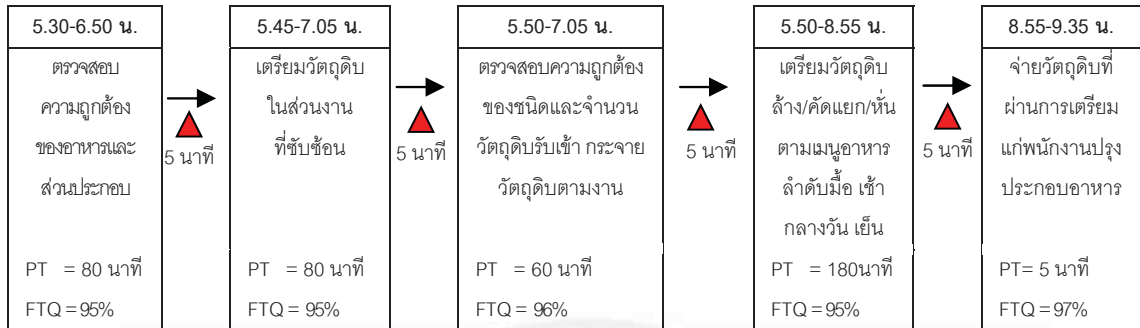 5.30-6.50 น.
ตรวจสอบ
ความถูกต้อง
ของอาหารและ
ส่วนประกอบ
PT = 80 นาที
FTQ = 95%
5 นาที
5.45-7.05 น.
เตรียมวัตถุดิบ
ในส่วนงาน
ที่ซับซ้อน
PT = 80 นาที
FTQ = 95%
5 นาที
5.50-7.05 น.
ตรวจสอบความถูกต้อง
ของชนิดและจำนวน
วัตถุดิบรับเข้า กระจาย
วัตถุดิบตามงาน
PT = 60 นาที
FTQ = 96%
5 นาที
5.50-8.55 น.
เตรียมวัตถุดิบ
ล้าง/คัดแยก/หั่น
ตามเมนูอาหาร
ลำดับมื้อ เช้า
กลางวัน เย็น
PT = 180นาที
FTQ = 95%
5 นาที
8.55-9.35 น.
จ่ายวัตถุดิบที่
ผ่านการเตรียม
แก่พนักงานปรุง
ประกอบอาหาร
PT= 5 นาที
FTQ = 97%